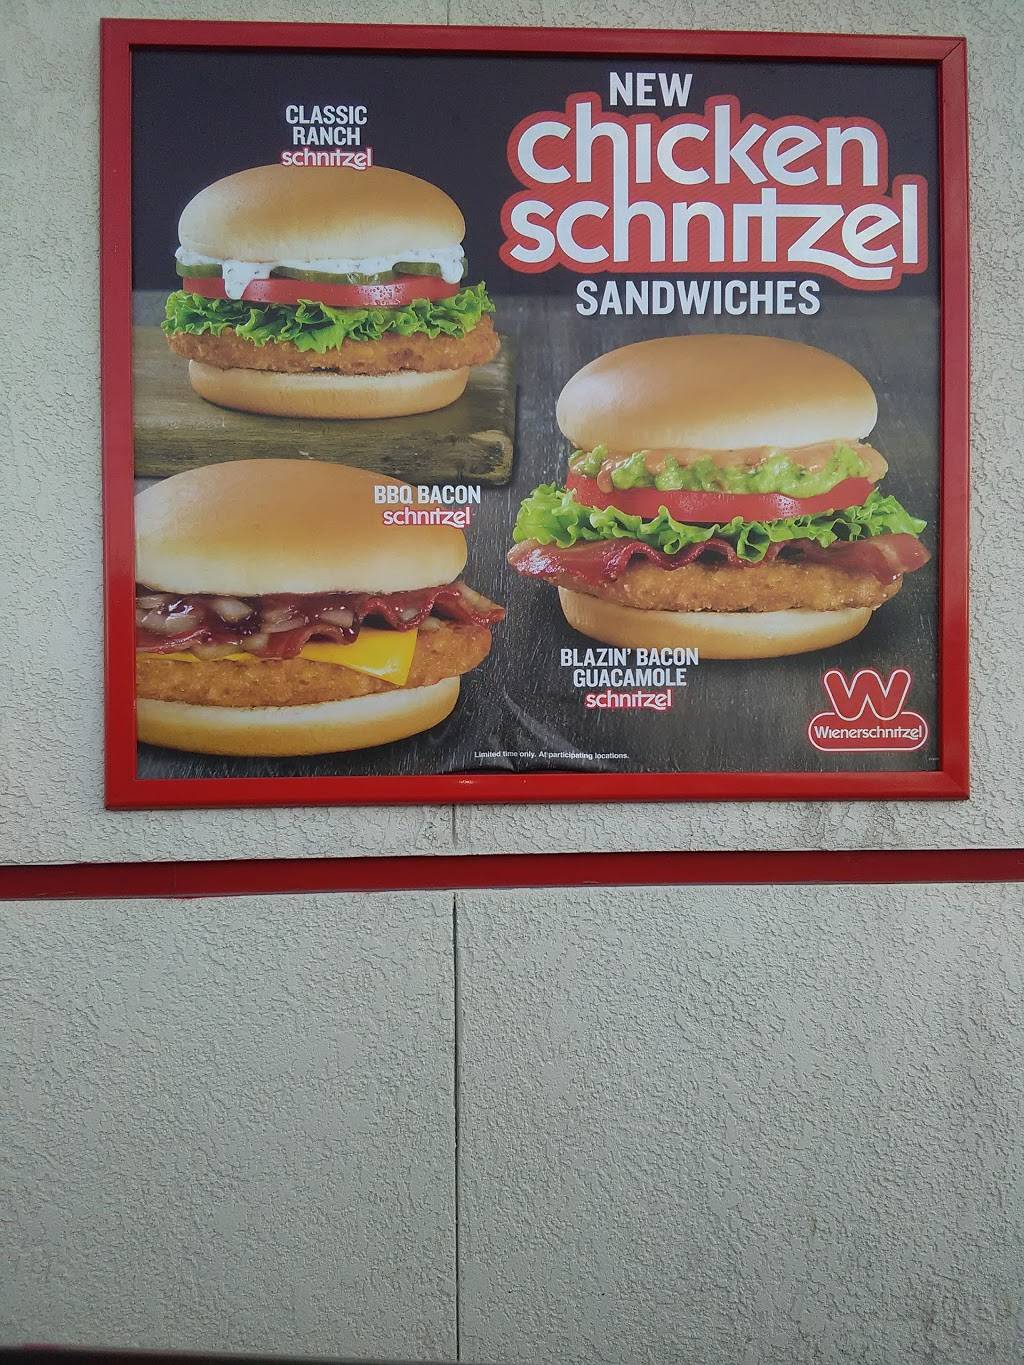 NEW
chicken
schnitzel
SANDWICHES
CLASSIC
RANCH
schnitzel
BBQ BACON
schnitzel
BLAZIN' BACON
GUACAMOLE
schnitzel
W
Wienerschnitzel
Limited time only. At participating locations.